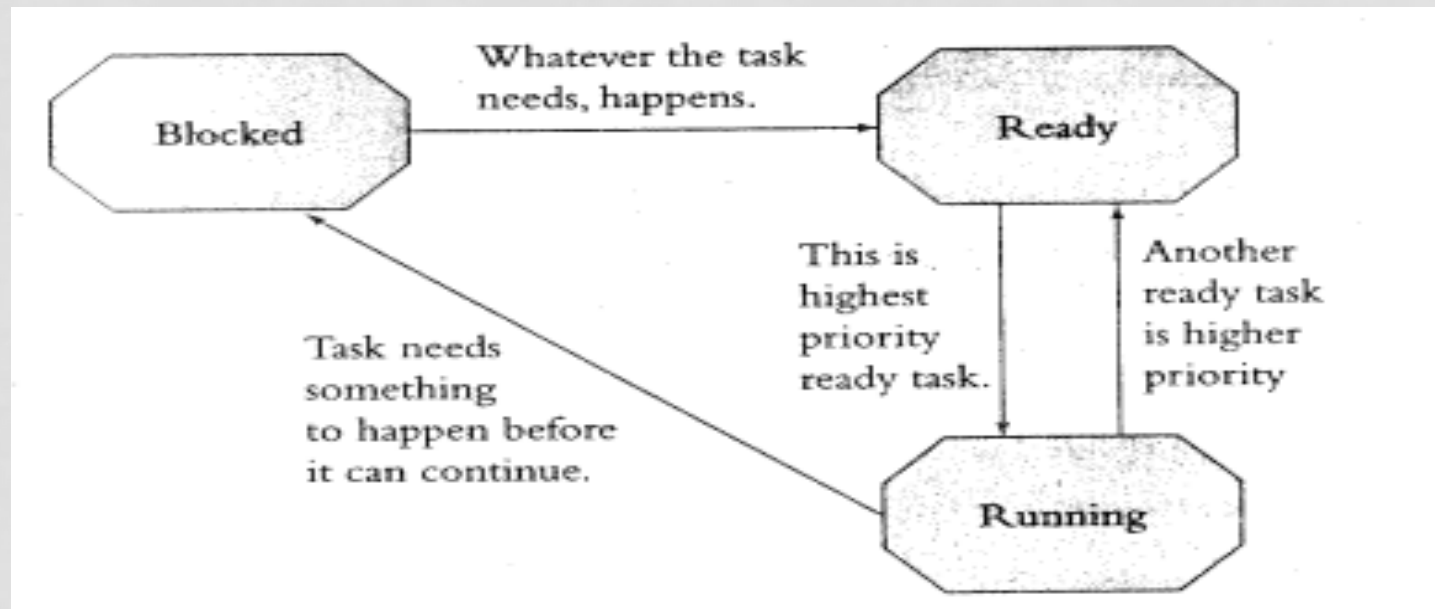 Whatever the task
needs, happens.
Blocked
Ready
This is
highest
priority
ready task.
Another
ready task
is higher
priority
Task needs
something
to happen before
it can continue.
Running